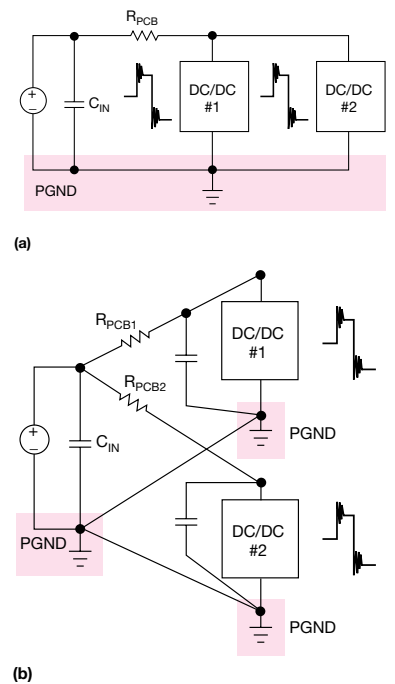 R_PCB
+
−
C_IN
DC/DC
#1
DC/DC
#2
PGND
(a)
R_PCB1
DC/DC
#1
R_PCB2
+
−
C_IN
PGND
PGND
DC/DC
#2
PGND
(b)